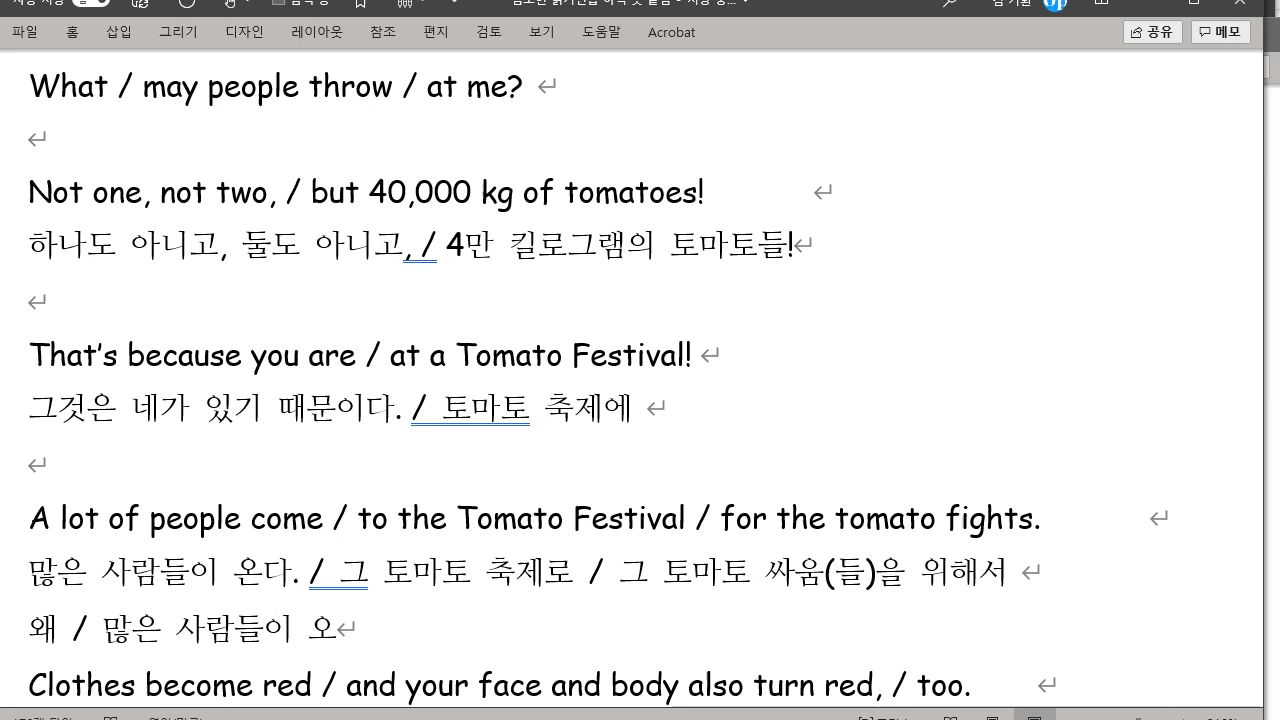 파일 홈 삽입 그리기 디자인 레이아웃 참조 편지 검토 보기 도움말 Acrobat 공유 메모
What / may people throw / at me?
Not one, not two, / but 40,000 kg of tomatoes!
하나도 아니고, 둘도 아니고, / 4만 킬로그램의 토마토들!
That's because you are / at a Tomato Festival!
그것은 네가 있기 때문이다. / 토마토 축제에
A lot of people come / to the Tomato Festival / for the tomato fights.
많은 사람들이 온다. / 그 토마토 축제로 / 그 토마토 싸움(들)을 위해서
왜 / 많은 사람들이 오
Clothes become red / and your face and body also turn red, / too.